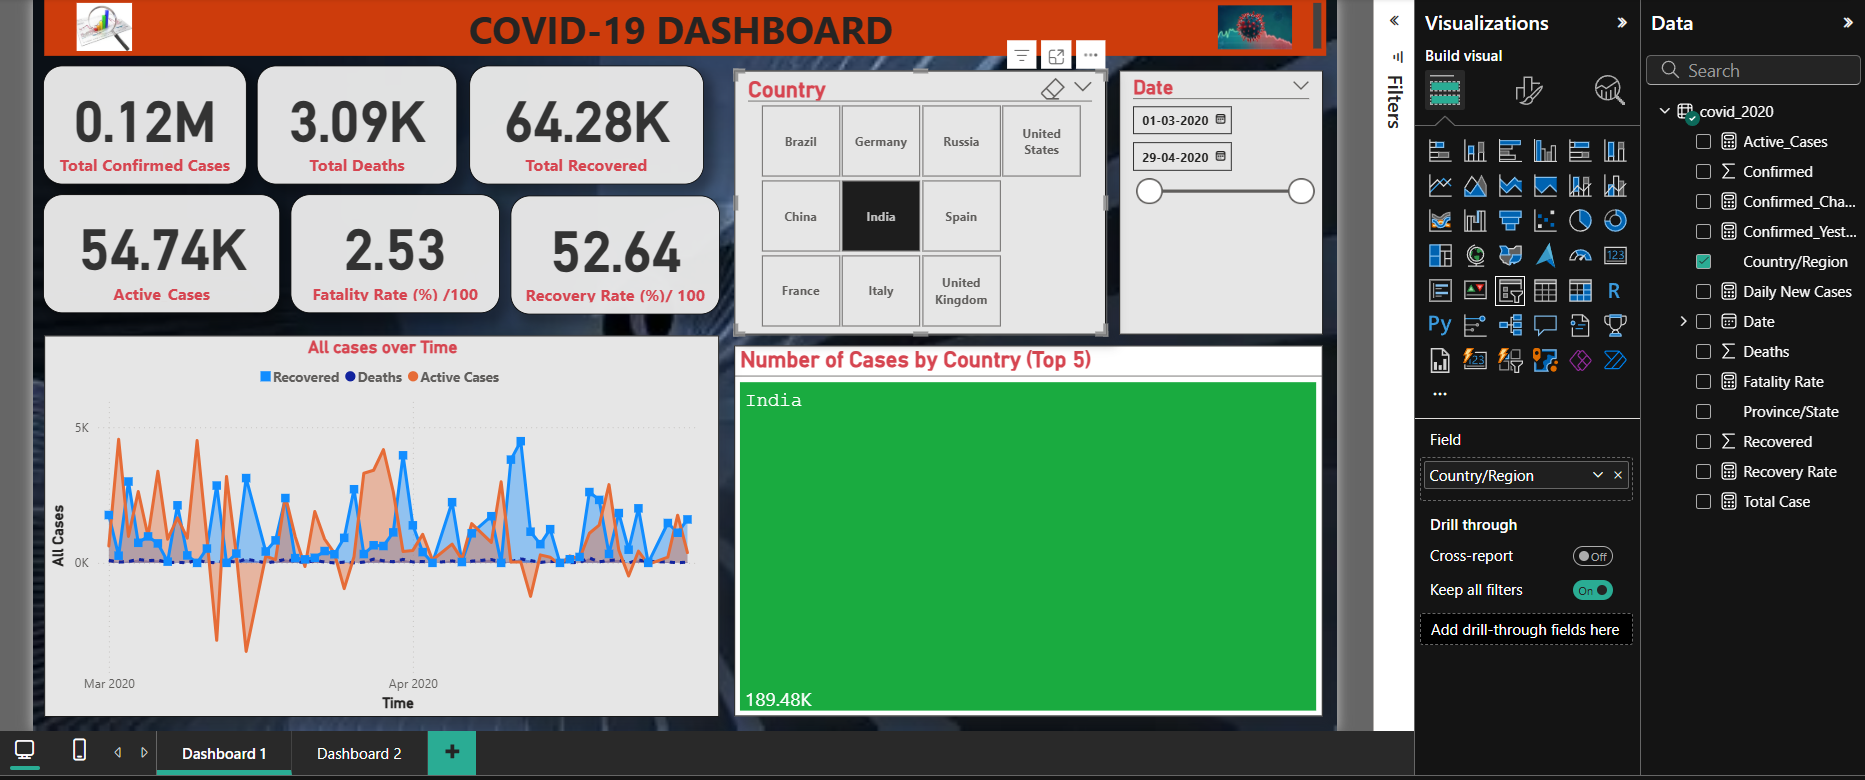 COVID-19 DASHBOARD
0.12M
Total Confirmed Cases
3.09K
Total Deaths
64.28K
Total Recovered
54.74K
Active Cases
2.53
Fatality Rate (%) /100
52.64
Recovery Rate (%)/ 100
Country
Brazil
Germany
Russia
United
States
China
India
Spain
France
Italy
United
Kingdom
Date
01-03-2020
29-04-2020
All cases over Time
Recovered
Deaths
Active Cases
5K
0K
All Cases
Mar 2020
Apr 2020
Time
Number of Cases by Country (Top 5)
India
189.48K
Dashboard 1
Dashboard 2
+
Filters
Visualizations
Build visual
123
R
Py
123
...
Field
Country/Region
Drill through
Cross-report
Off
Keep all filters
On
Add drill-through fields here
Data
Search
covid_2020
Active_Cases
Confirmed
Confirmed_Cha...
Confirmed_Yest...
Country/Region
Daily New Cases
Date
Deaths
Fatality Rate
Province/State
Recovered
Recovery Rate
Total Case